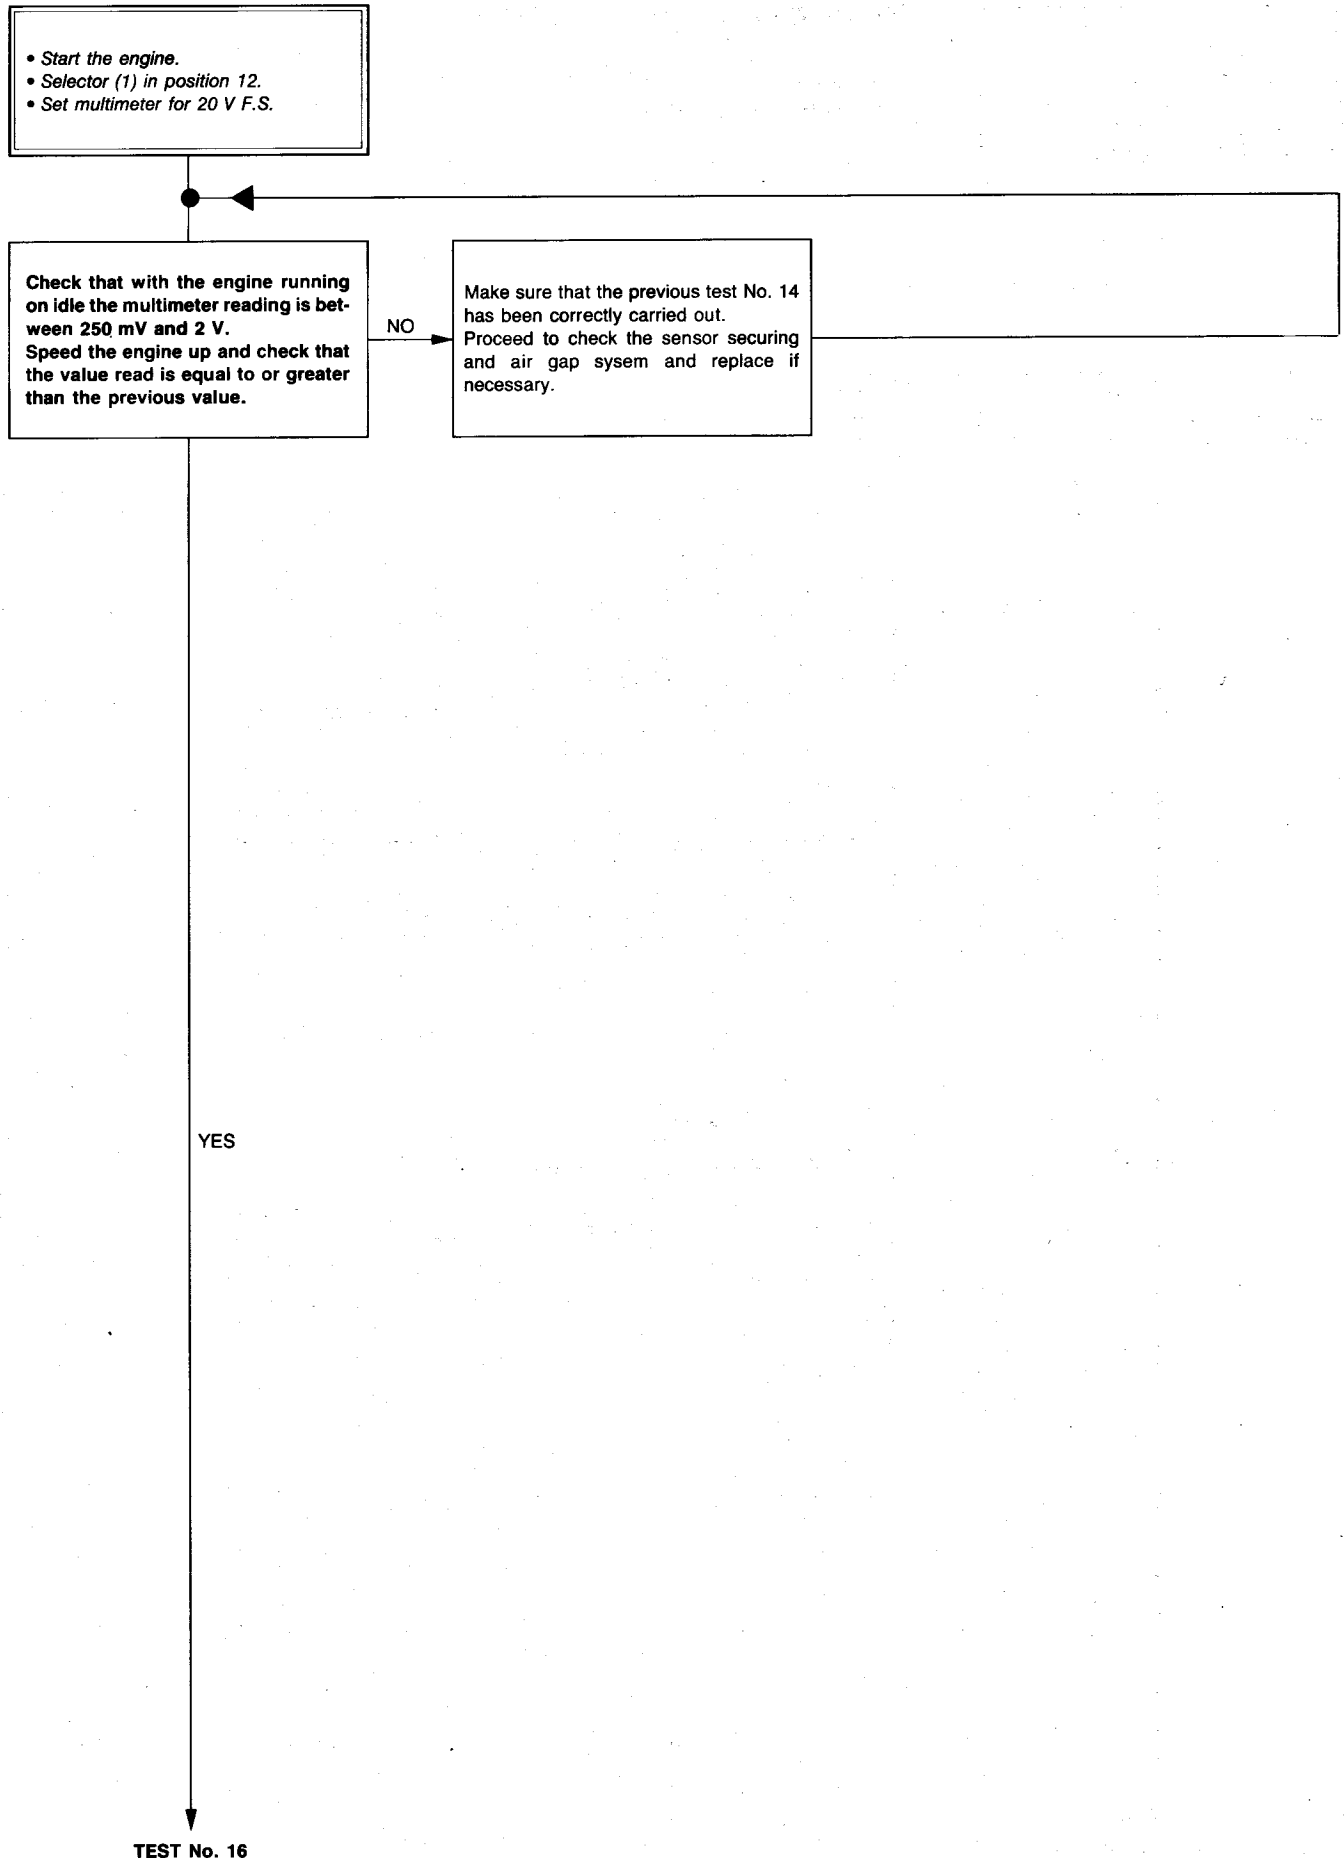 • Start the engine.
• Selector (1) in position 12.
• Set multimeter for 20 V F.S.
Check that with the engine running
on idle the multimeter reading is bet-
ween 250 mV and 2 V.
Speed the engine up and check that
the value read is equal to or greater
than the previous value.
NO
Make sure that the previous test No. 14
has been correctly carried out.
Proceed to check the sensor securing
and air gap sysem and replace if
necessary.
YES
TEST No. 16